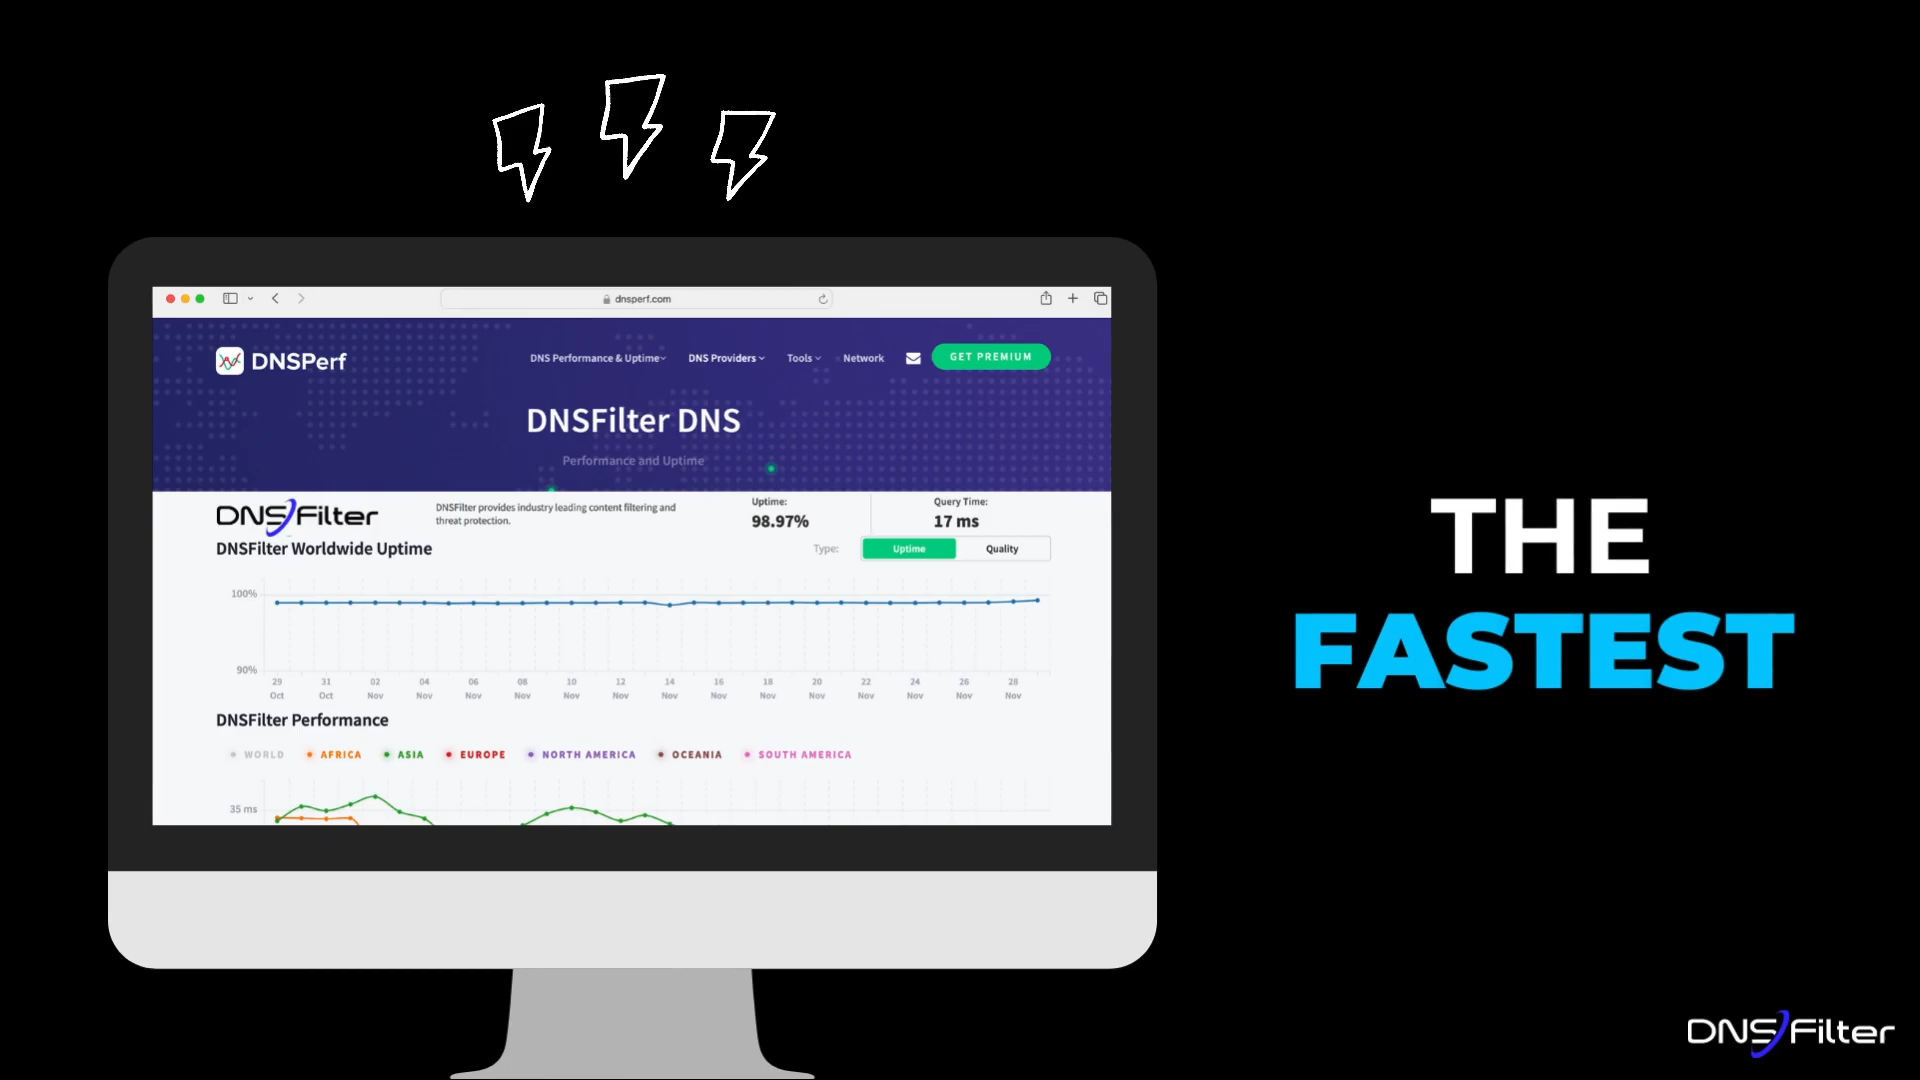 dnsperf.com
DNSPerf
DNS Performance & Uptime
DNS Providers
Tools
Network
GET PREMIUM
DNSFilter DNS
Performance and Uptime
DNSFilter
DNSFilter provides industry leading content filtering and
threat protection.
Uptime:
98.97%
Query Time:
17 ms
DNSFilter Worldwide Uptime
Type:
Uptime
Quality
100%
90%
29 31 02 04 06 08 10 12 14 16 18 20 22 24 26 28
Oct Oct Nov Nov Nov Nov Nov Nov Nov Nov Nov Nov Nov Nov Nov Nov
DNSFilter Performance
WORLD AFRICA ASIA EUROPE NORTH AMERICA OCEANIA SOUTH AMERICA
35 ms
THE
FASTEST
DNSFilter